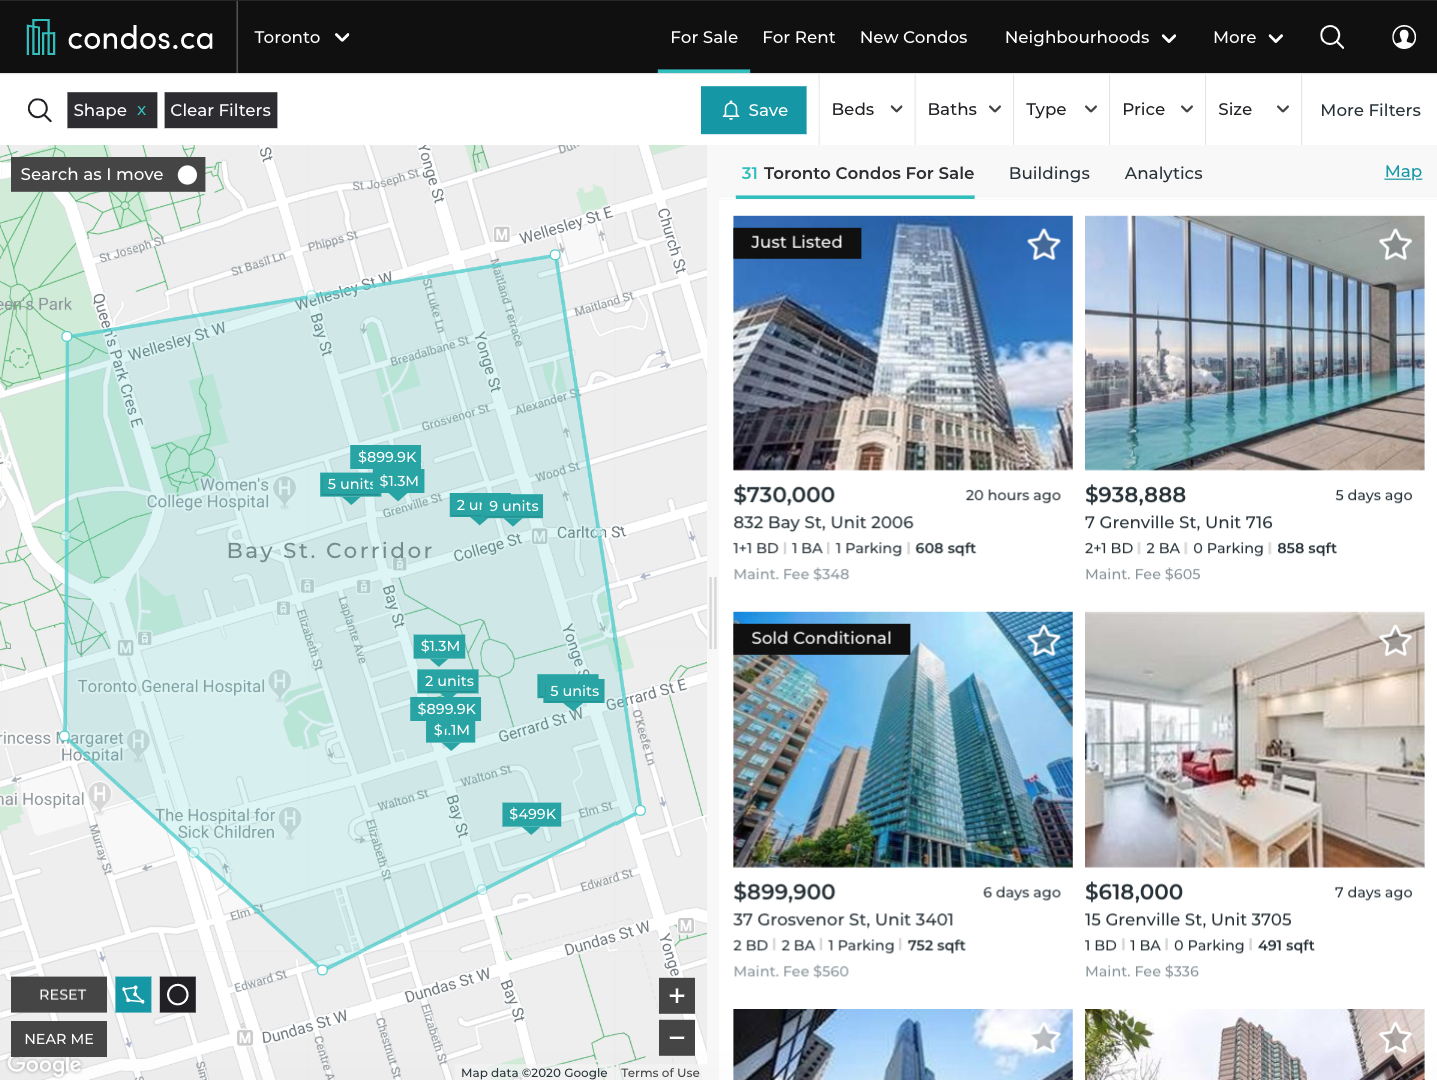 condos.ca
Toronto
For Sale
For Rent
New Condos
Neighbourhoods
More
Shape x
Clear Filters
Save
Beds
Baths
Type
Price
Size
More Filters
Search as I move
31 Toronto Condos For Sale
Buildings
Analytics
Map
St Joseph St
Yonge St
St
Church St
Wellesley St E
St Joseph St
Phipps St
St Basil Ln
Maitland Terrace
Maitland St
Wellesley St W
St Luke Ln
Queen's Park Cres E
Bay St
Wellesley St W
Breadalbane St
Yonge St
Alexander St
Grosvenor St
$899.9K
5 units
$1.3M
Wood St
Women's
College Hospital
Grenville St
9 units
Carlton St
Bay St. Corridor
College St
Bay St
Laplante Ave
Elizabeth St
Yonge St
$1.3M
2 units
Toronto General Hospital
5 units
Gerrard St E
$899.9K
$1.1M
Gerrard St W
O'Keefe Ln
Hospital
Walton St
Walton St
Bay St
$499K
Elm St
The Hospital for
Sick Children
Murray St
Elizabeth St
Edward St
Elm St
Dundas St W
Yonge
Edward St
Dundas St W
Bay St
Dundas St W
Chestnut St
Elizabeth St
Centre A
RESET
NEAR ME
Google
Map data ©2020 Google
Terms of Use
Just Listed
$730,000
20 hours ago
832 Bay St, Unit 2006
1+1 BD | 1 BA | 1 Parking | 608 sqft
Maint. Fee $348
$938,888
5 days ago
7 Grenville St, Unit 716
2+1 BD | 2 BA | 0 Parking | 858 sqft
Maint. Fee $605
Sold Conditional
$899,900
6 days ago
37 Grosvenor St, Unit 3401
2 BD | 2 BA | 1 Parking | 752 sqft
Maint. Fee $560
$618,000
7 days ago
15 Grenville St, Unit 3705
1 BD | 1 BA | 0 Parking | 491 sqft
Maint. Fee $336